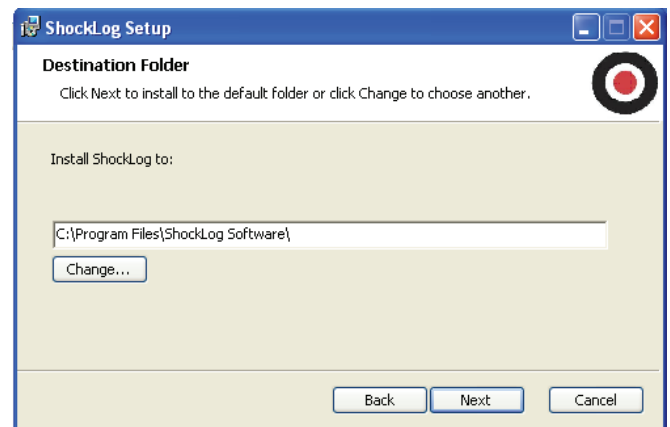 ShockLog Setup
Destination Folder
Click Next to install to the default folder or click Change to choose another.
Install ShockLog to:
C:\Program Files\ShockLog Software\
Change...
Back Next Cancel